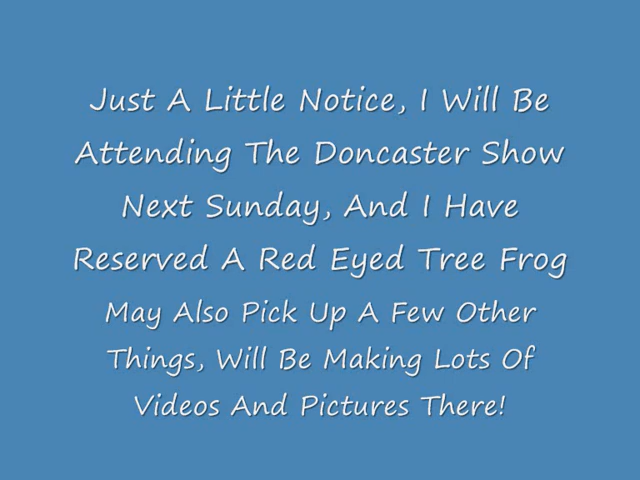 Just A Little Notice, I Will Be
Attending The Doncaster Show
Next Sunday, And I Have
Reserved A Red Eyed Tree Frog
May Also Pick Up A Few Other
Things, Will Be Making Lots Of
Videos And Pictures There!